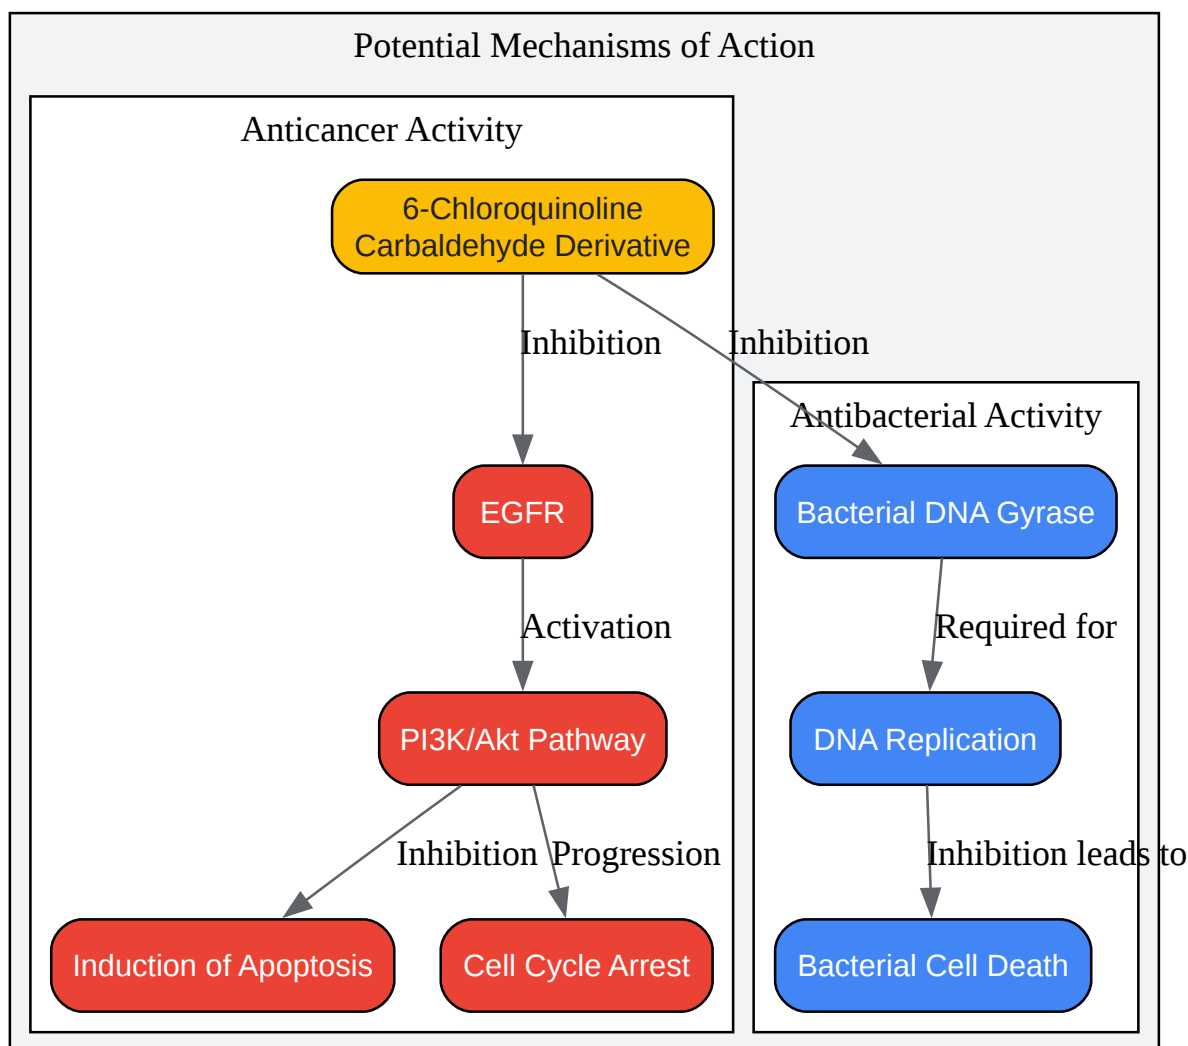 Potential Mechanisms of Action
Anticancer Activity
6-Chloroquinoline
Carbaldehyde Derivative
Inhibition
Inhibition
Antibacterial Activity
EGFR
Bacterial DNA Gyrase
Activation
Required for
PI3K/Akt Pathway
DNA Replication
Inhibition
Progression
Inhibition leads to
Induction of Apoptosis
Cell Cycle Arrest
Bacterial Cell Death